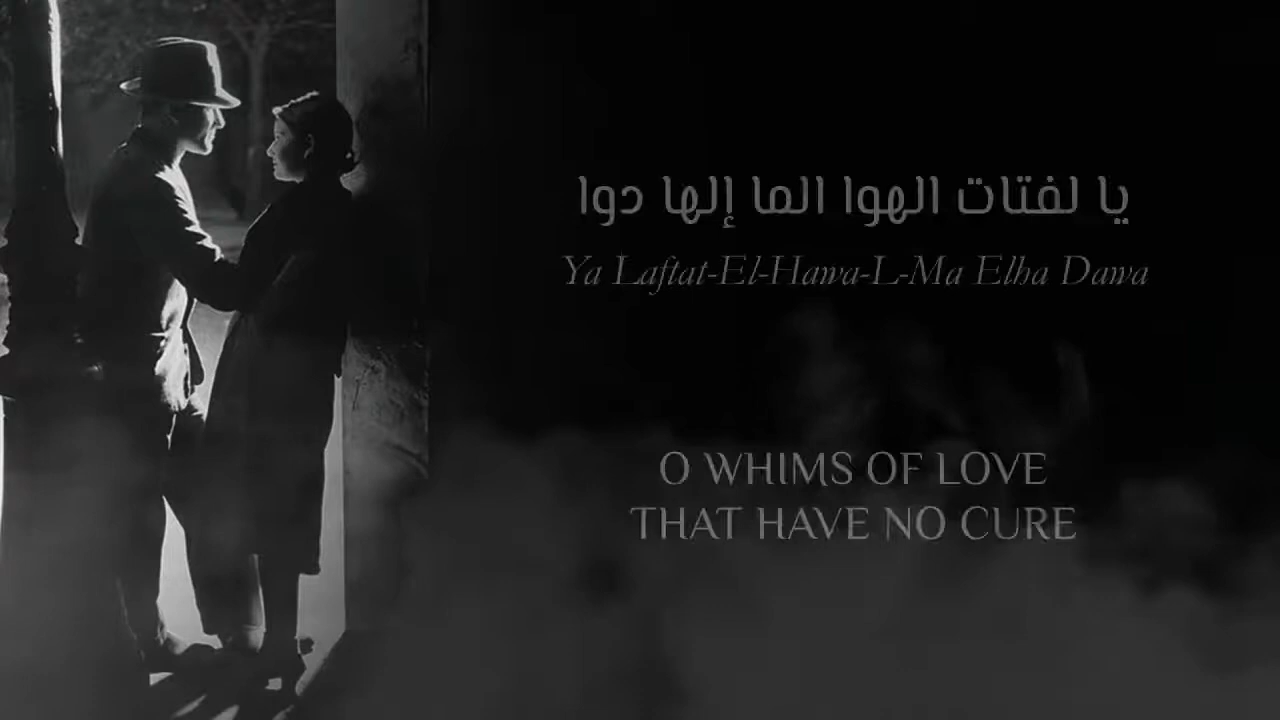 يا لفتات الهوا الما إلها دوا
Ya Laftat-El-Hawa-L-Ma Elha Dawa
O WHIMS OF LOVE
THAT HAVE NO CURE